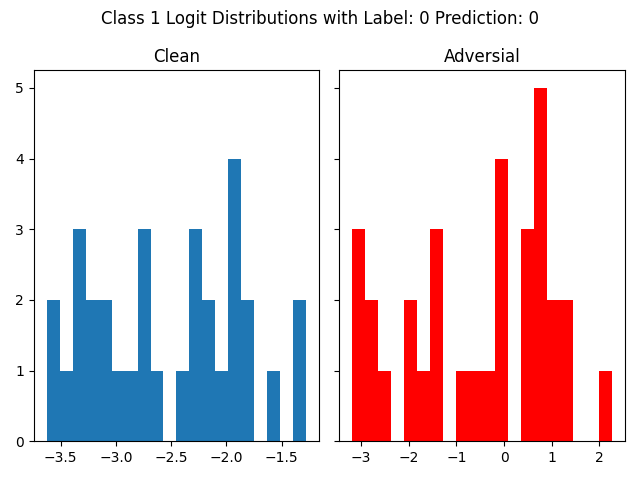 Class 1 Logit Distributions with Label: 0 Prediction: 0
Clean
Adversial
5
4
3
2
1
0
−3.5 −3.0 −2.5 −2.0 −1.5
−3 −2 −1 0 1 2